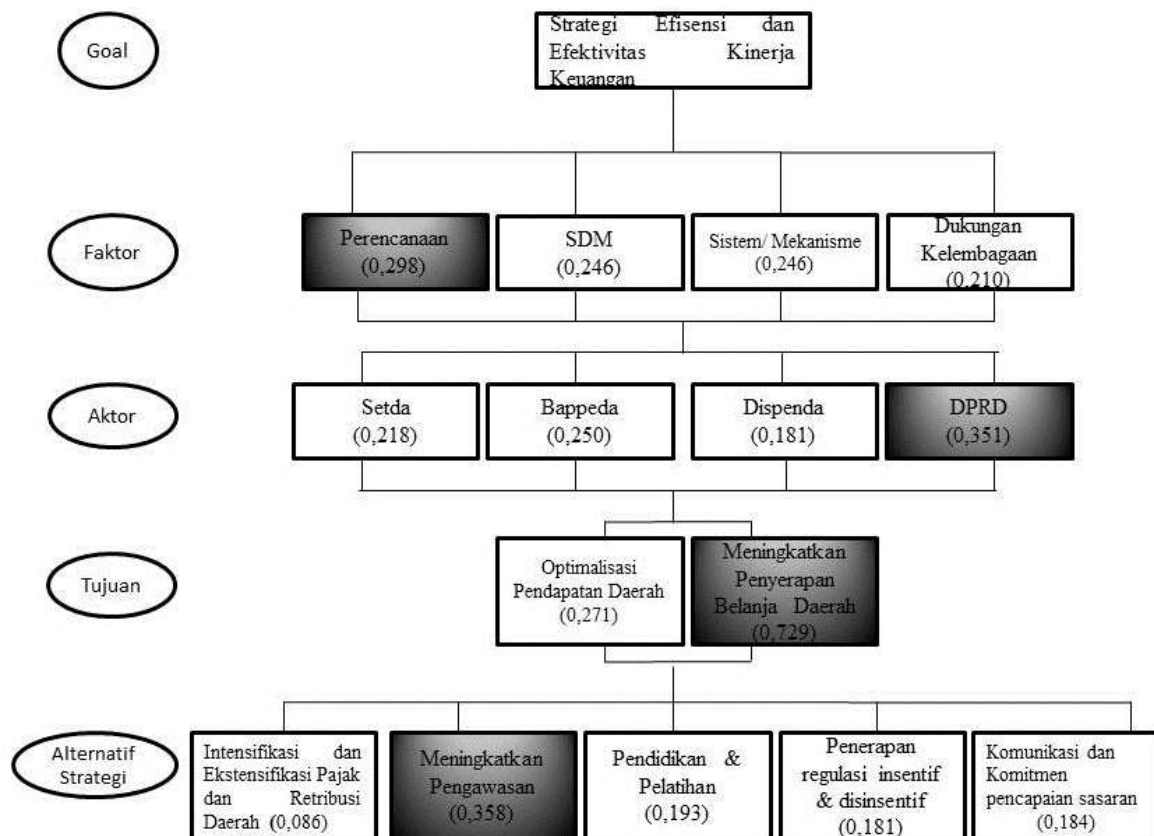 Goal
Strategi Efisensi dan
Efektivitas Kinerja
Keuangan
Faktor
Perencanaan
(0,298)
SDM
(0,246)
Sistem/ Mekanisme
(0,246)
Dukungan
Kelembagaan
(0,210)
Aktor
Setda
(0,218)
Bappeda
(0,250)
Dispenda
(0,181)
DPRD
(0,351)
Tujuan
Optimalisasi
Pendapatan Daerah
(0,271)
Meningkatkan
Penyerapan
Belanja Daerah
(0,729)
Alternatif
Strategi
Intensifikasi dan
Ekstensifikasi Pajak
dan Retribusi
Daerah (0,086)
Meningkatkan
Pengawasan
(0,358)
Pendidikan &
Pelatihan
(0,193)
Penerapan
regulasi insentif
& disinsentif
(0,181)
Komunikasi dan
Komitmen
pencapaian sasaran
(0,184)